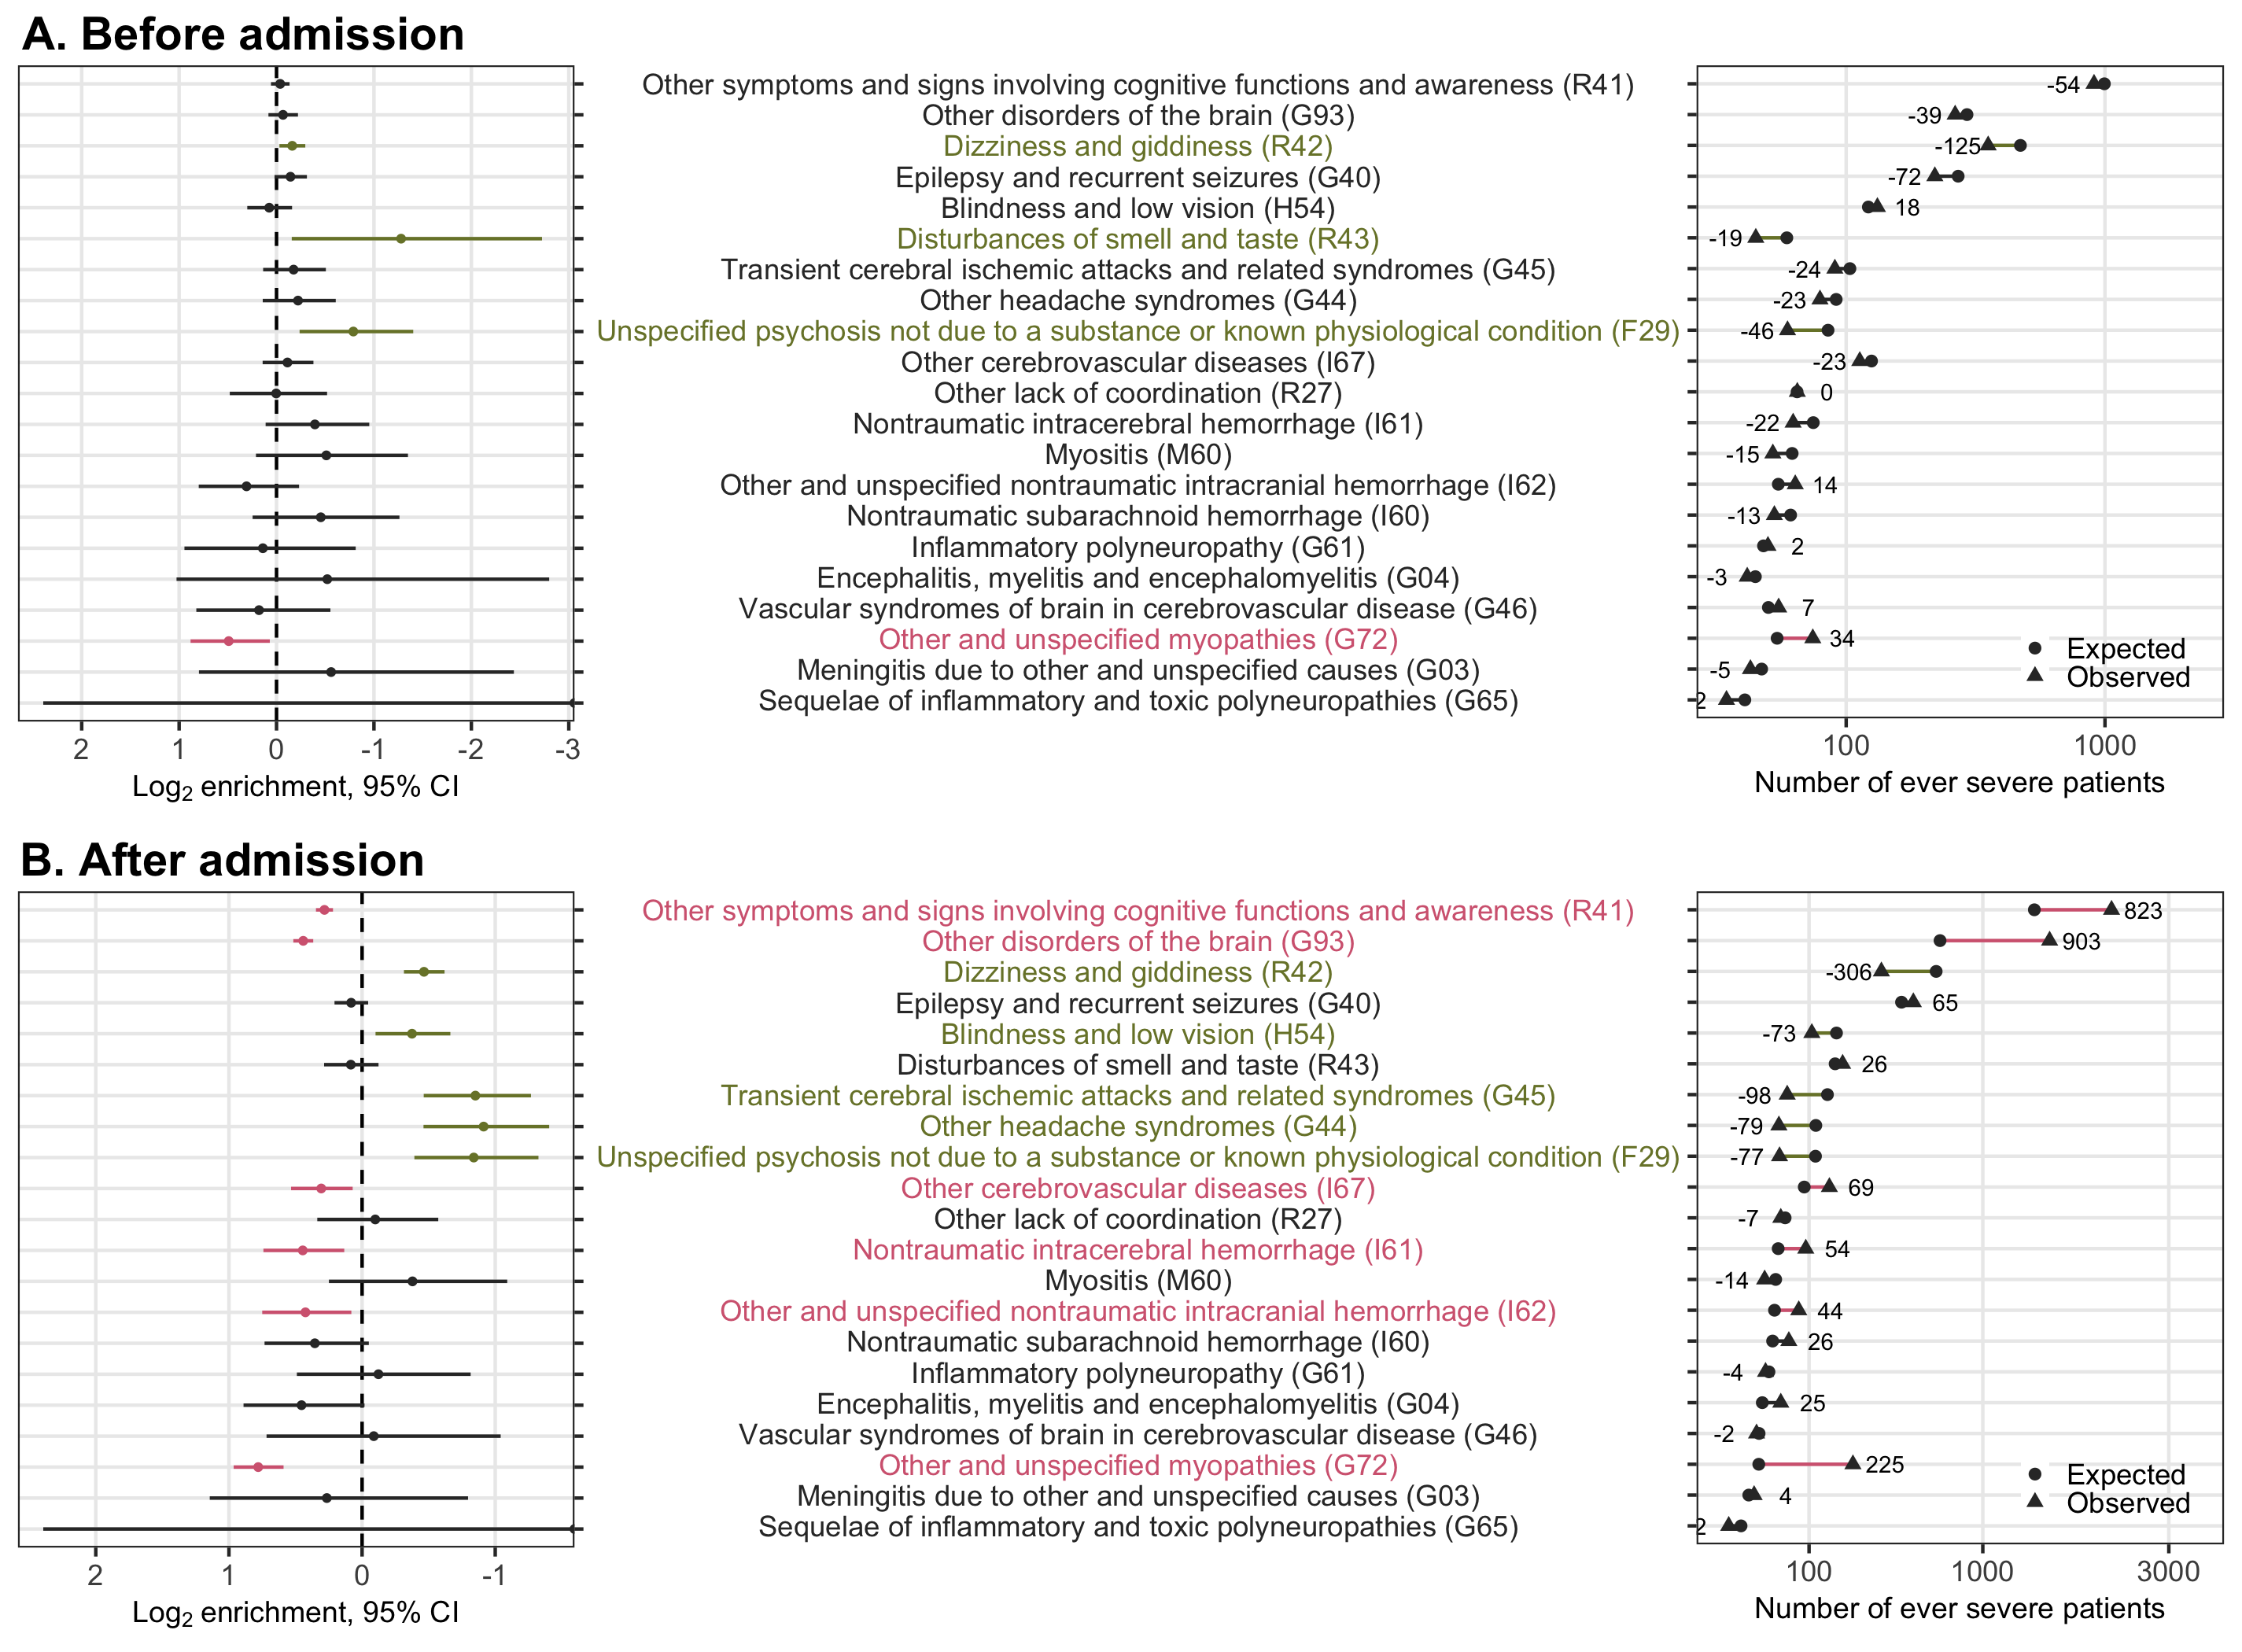 A. Before admission
Other symptoms and signs involving cognitive functions and awareness (R41)
-54
Other disorders of the brain (G93)
-39
Dizziness and giddiness (R42)
-125
Epilepsy and recurrent seizures (G40)
-72
Blindness and low vision (H54)
18
Disturbances of smell and taste (R43)
-19
Transient cerebral ischemic attacks and related syndromes (G45)
-24
Other headache syndromes (G44)
-23
Unspecified psychosis not due to a substance or known physiological condition (F29)
-46
Other cerebrovascular diseases (I67)
-23
Other lack of coordination (R27)
0
Nontraumatic intracerebral hemorrhage (I61)
-22
Myositis (M60)
-15
Other and unspecified nontraumatic intracranial hemorrhage (I62)
14
Nontraumatic subarachnoid hemorrhage (I60)
-13
Inflammatory polyneuropathy (G61)
2
Encephalitis, myelitis and encephalomyelitis (G04)
-3
Vascular syndromes of brain in cerebrovascular disease (G46)
7
Other and unspecified myopathies (G72)
34
Expected
Meningitis due to other and unspecified causes (G03)
-5
Observed
Sequelae of inflammatory and toxic polyneuropathies (G65)
2
2 1 0 -1 -2 -3
100 1000
Log2 enrichment, 95% CI
Number of ever severe patients
B. After admission
Other symptoms and signs involving cognitive functions and awareness (R41)
823
Other disorders of the brain (G93)
903
Dizziness and giddiness (R42)
-306
Epilepsy and recurrent seizures (G40)
65
Blindness and low vision (H54)
-73
Disturbances of smell and taste (R43)
26
Transient cerebral ischemic attacks and related syndromes (G45)
-98
Other headache syndromes (G44)
-79
Unspecified psychosis not due to a substance or known physiological condition (F29)
-77
Other cerebrovascular diseases (I67)
69
Other lack of coordination (R27)
-7
Nontraumatic intracerebral hemorrhage (I61)
54
Myositis (M60)
-14
Other and unspecified nontraumatic intracranial hemorrhage (I62)
44
Nontraumatic subarachnoid hemorrhage (I60)
26
Inflammatory polyneuropathy (G61)
-4
Encephalitis, myelitis and encephalomyelitis (G04)
25
Vascular syndromes of brain in cerebrovascular disease (G46)
-2
Other and unspecified myopathies (G72)
225
Expected
Meningitis due to other and unspecified causes (G03)
4
Observed
Sequelae of inflammatory and toxic polyneuropathies (G65)
2
2 1 0 -1
100 1000 3000
Log2 enrichment, 95% CI
Number of ever severe patients